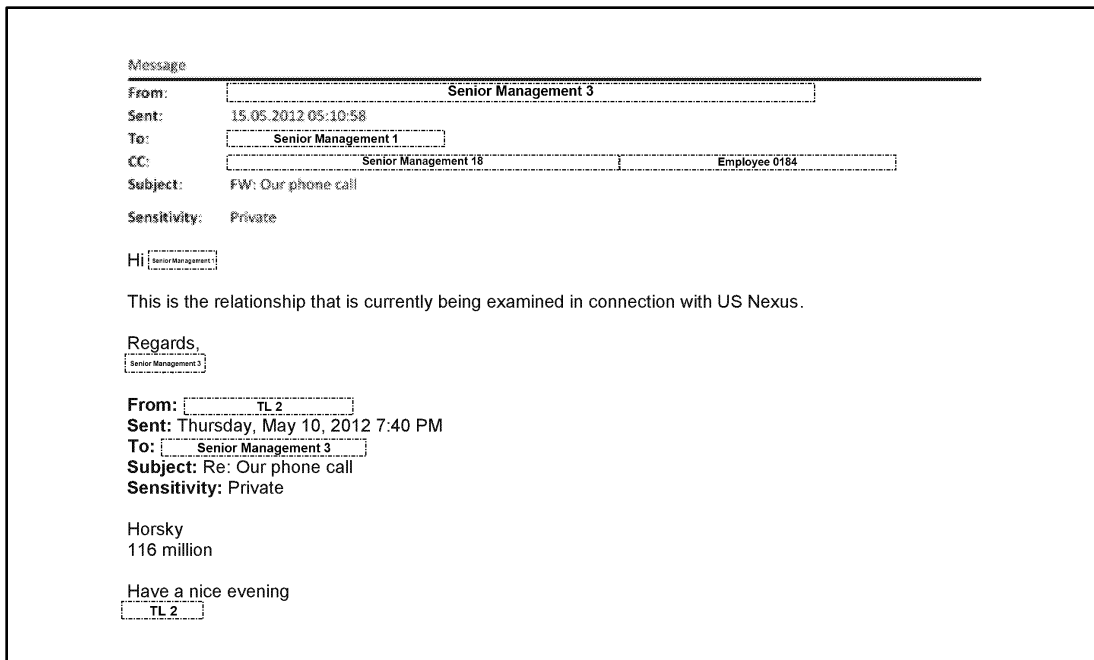 Message
From: Senior Management 3
Sent: 15.05.2012 05:10:58
To: Senior Management 1
CC: Senior Management 18 Employee 0184
Subject: FW: Our phone call
Sensitivity: Private
Hi Senior Management 1
This is the relationship that is currently being examined in connection with US Nexus.
Regards,
Senior Management 3
From: TL 2
Sent: Thursday, May 10, 2012 7:40 PM
To: Senior Management 3
Subject: Re: Our phone call
Sensitivity: Private
Horsky
116 million
Have a nice evening
TL 2